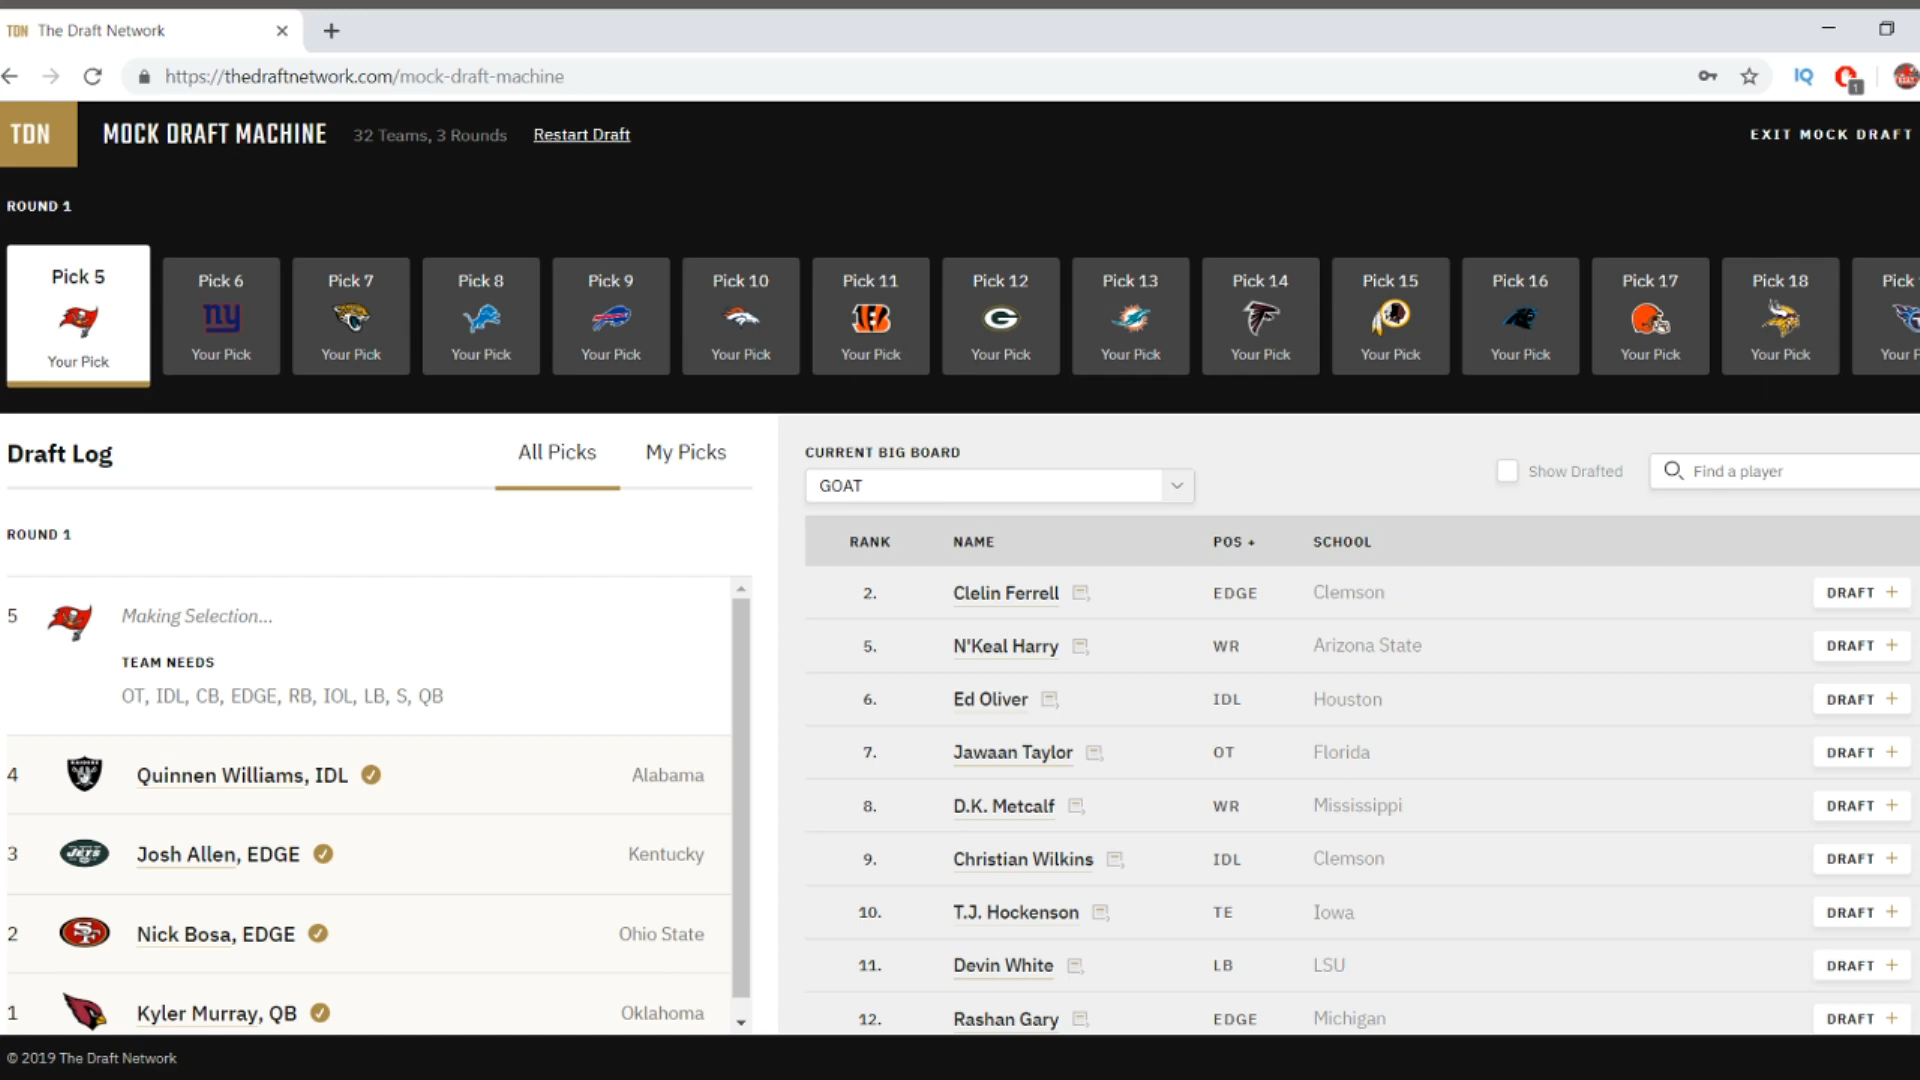 TDN The Draft Network
https://thedraftnetwork.com/mock-draft-machine
IQ
1
TDN MOCK DRAFT MACHINE 32 Teams, 3 Rounds Restart Draft EXIT MOCK DRAFT
ROUND 1
Pick 5 Pick 6 Pick 7 Pick 8 Pick 9 Pick 10 Pick 11 Pick 12 Pick 13 Pick 14 Pick 15 Pick 16 Pick 17 Pick 18 Pick
ny G
Your Pick Your Pick Your Pick Your Pick Your Pick Your Pick Your Pick Your Pick Your Pick Your Pick Your Pick Your Pick Your Pick Your Pick Your
Draft Log All Picks My Picks
ROUND 1
5 Making Selection...
TEAM NEEDS
OT, IDL, CB, EDGE, RB, IOL, LB, S, QB
4 RAIDERS Quinnen Williams, IDL Alabama
3 JETS Josh Allen, EDGE Kentucky
2 SF Nick Bosa, EDGE Ohio State
1 Kyler Murray, QB Oklahoma
CURRENT BIG BOARD
GOAT
Show Drafted
Find a player
RANK NAME POS SCHOOL
2. Clelin Ferrell EDGE Clemson DRAFT +
5. N'Keal Harry WR Arizona State DRAFT +
6. Ed Oliver IDL Houston DRAFT +
7. Jawaan Taylor OT Florida DRAFT +
8. D.K. Metcalf WR Mississippi DRAFT +
9. Christian Wilkins IDL Clemson DRAFT +
10. T.J. Hockenson TE Iowa DRAFT +
11. Devin White LB LSU DRAFT +
12. Rashan Gary EDGE Michigan DRAFT +
© 2019 The Draft Network